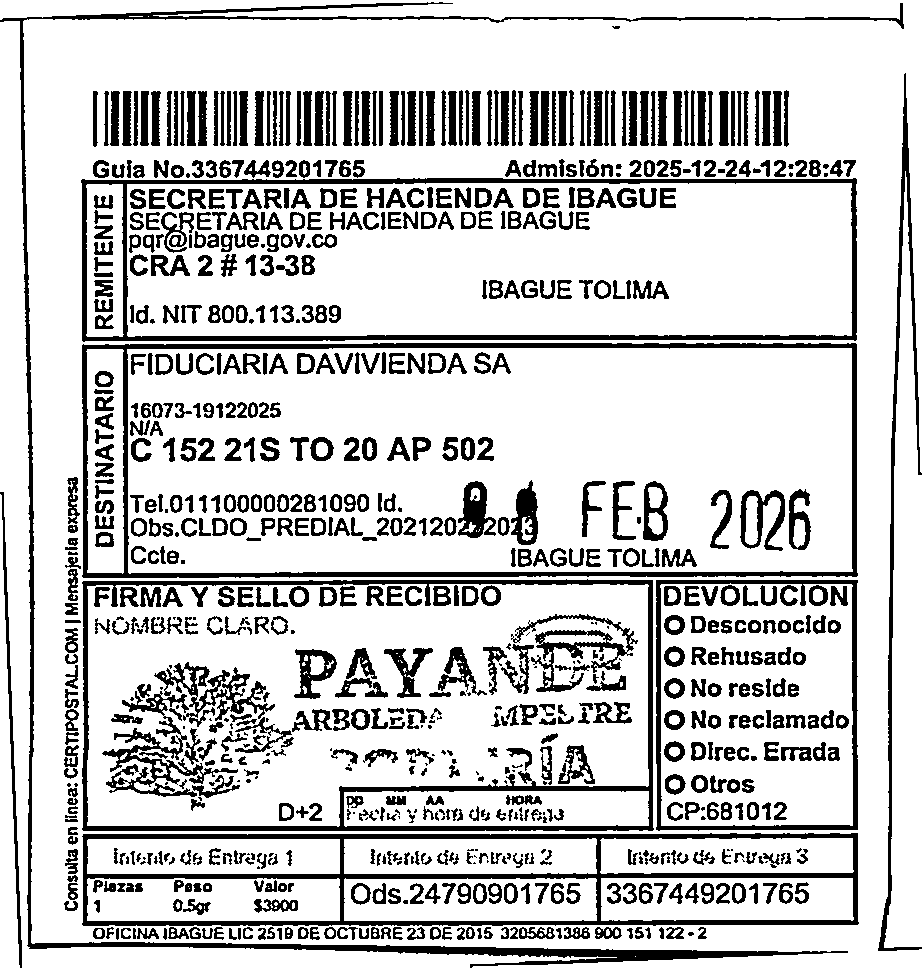 Guia No.3367449201765 Admisión: 2025-12-24-12:28:47
REMITENTE
SECRETARIA DE HACIENDA DE IBAGUE
SECRETARIA DE HACIENDA DE IBAGUE
pqr@ibague.gov.co
CRA 2 # 13-38
IBAGUE TOLIMA
Id. NIT 800.113.389
DESTINATARIO
FIDUCIARIA DAVIVIENDA SA
16073-19122025
N/A
C 152 21S TO 20 AP 502
Tel.0111000000281090 Id.
FEB 2026
Obs.CLDO_PREDIAL_202120222023
Ccte. IBAGUE TOLIMA
Consulta en línea: CERTIPOSTAL.COM | Mensajería expresa
FIRMA Y SELLO DE RECIBIDO
NOMBRE CLARO.
PAYANDE
ARBOLEDA
D+2
DD MM AA HORA
Fecha y hora de entrega
DEVOLUCION
Desconocido
Rehusado
No reside
No reclamado
Direc. Errada
Otros
CP:681012
Intento de Entrega 1 Intento de Entrega 2 Intento de Entrega 3
Piezas Peso Valor
1 0.5gr $3900
Ods.24790901765 3367449201765
OFICINA IBAGUE LIC 2519 DE OCTUBRE 23 DE 2015 3205681386 900 151 122 - 2